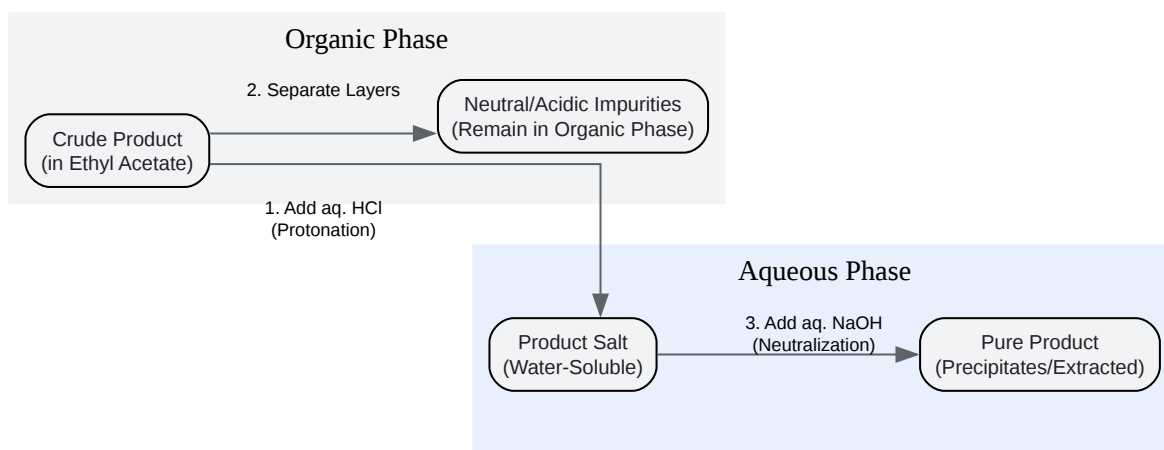 Organic Phase
2. Separate Layers
Neutral/Acidic Impurities
(Remain in Organic Phase)
Crude Product
(in Ethyl Acetate)
1. Add aq. HCl
(Protonation)
Aqueous Phase
Product Salt
(Water-Soluble)
3. Add aq. NaOH
(Neutralization)
Pure Product
(Precipitates/Extracted)